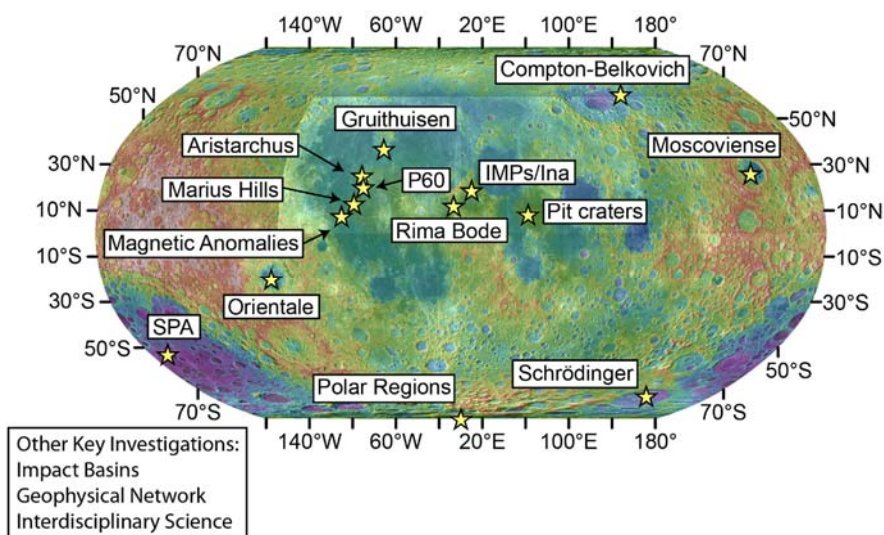 140°W 60°W 20°E 100°E 180°
70°N 70°N
Compton-Belkovich
50°N 50°N
Gruithuisen
Aristarchus Moscoviense
30°N P60 IMPs/Ina 30°N
Marius Hills
10°N Pit craters 10°N
Rima Bode
Magnetic Anomalies
10°S 10°S
30°S Orientale 30°S
SPA
50°S 50°S
Polar Regions Schrödinger
70°S 70°S
140°W 60°W 20°E 100°E 180°
Other Key Investigations:
Impact Basins
Geophysical Network
Interdisciplinary Science